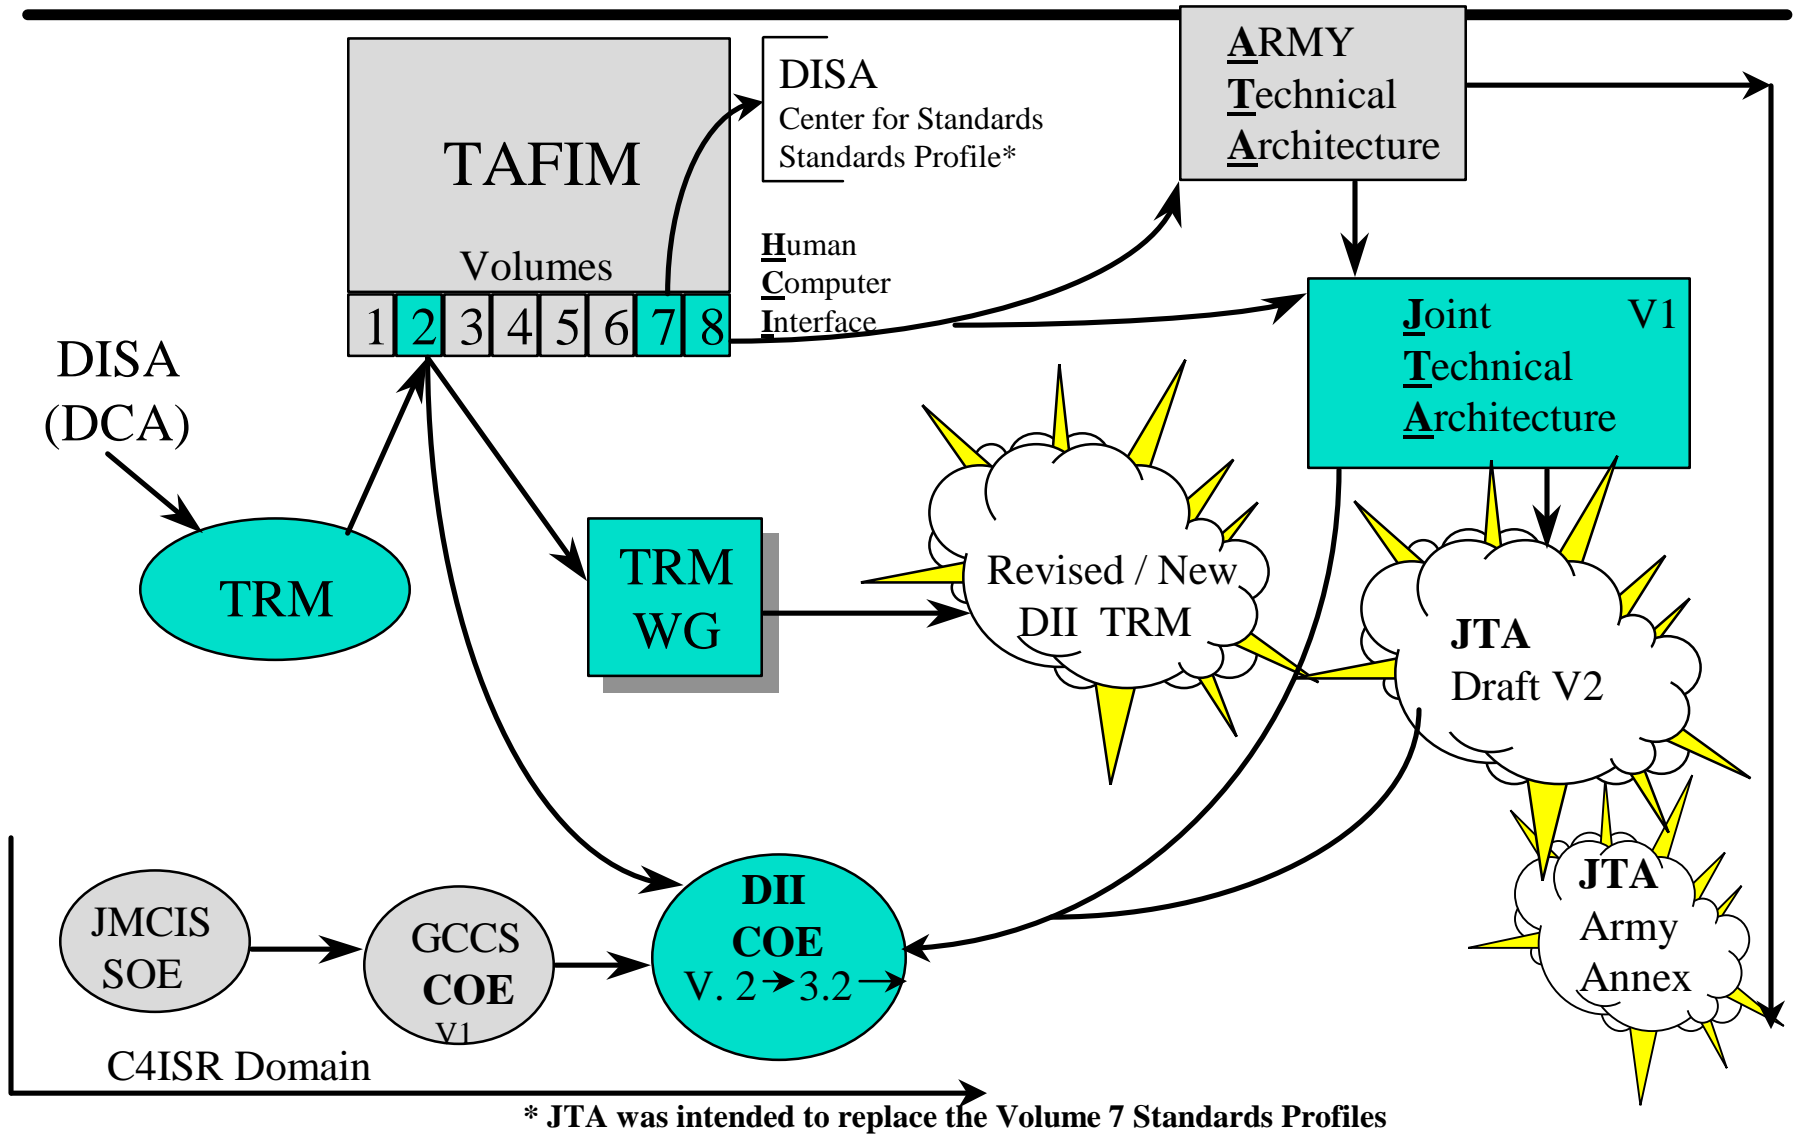 TAFIM
Volumes
1 2 3 4 5 6 7 8
DISA
Center for Standards
Standards Profile*
Human
Computer
Interface
ARMY
Technical
Architecture
Joint V1
Technical
Architecture
DISA
(DCA)
TRM
TRM
WG
Revised / New
DII TRM
JTA
Draft V2
JTA
Army
Annex
JMCIS
SOE
GCCS
COE
V1
DII
COE
V. 2 → 3.2 →
C4ISR Domain
* JTA was intended to replace the Volume 7 Standards Profiles